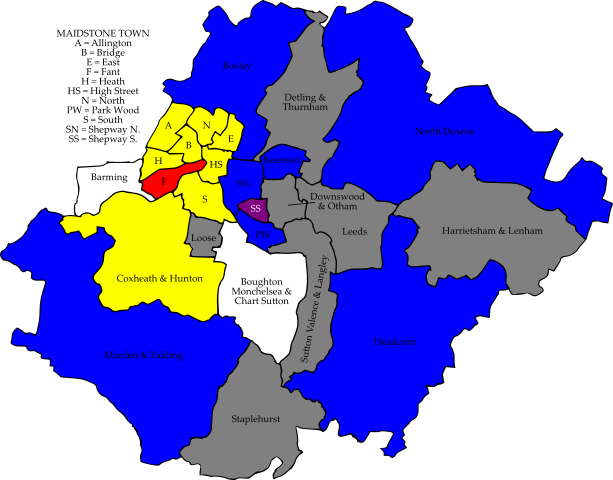 MAIDSTONE TOWN
A = Allington
B = Bridge
E = East
F = Fant
H = Heath
HS = High Street
N = North
PW = Park Wood
S = South
SN = Shepway N.
SS = Shepway S.
Boxley
Detling &
Thurnham
North Downs
A
N
B
E
H
HS
Bearsted
Barming
F
SN
S
SS
Downswood
& Otham
Loose
PW
Leeds
Harrietsham & Lenham
Coxheath & Hunton
Boughton
Monchelsea &
Chart Sutton
Sutton Valence & Langley
Marden & Yalding
Headcorn
Staplehurst